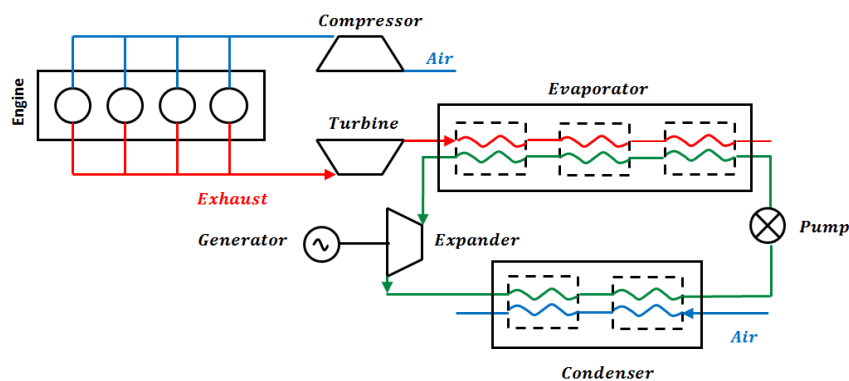 Compressor
Air
Engine
Evaporator
Turbine
Exhaust
Generator
Expander
Pump
Air
Condenser